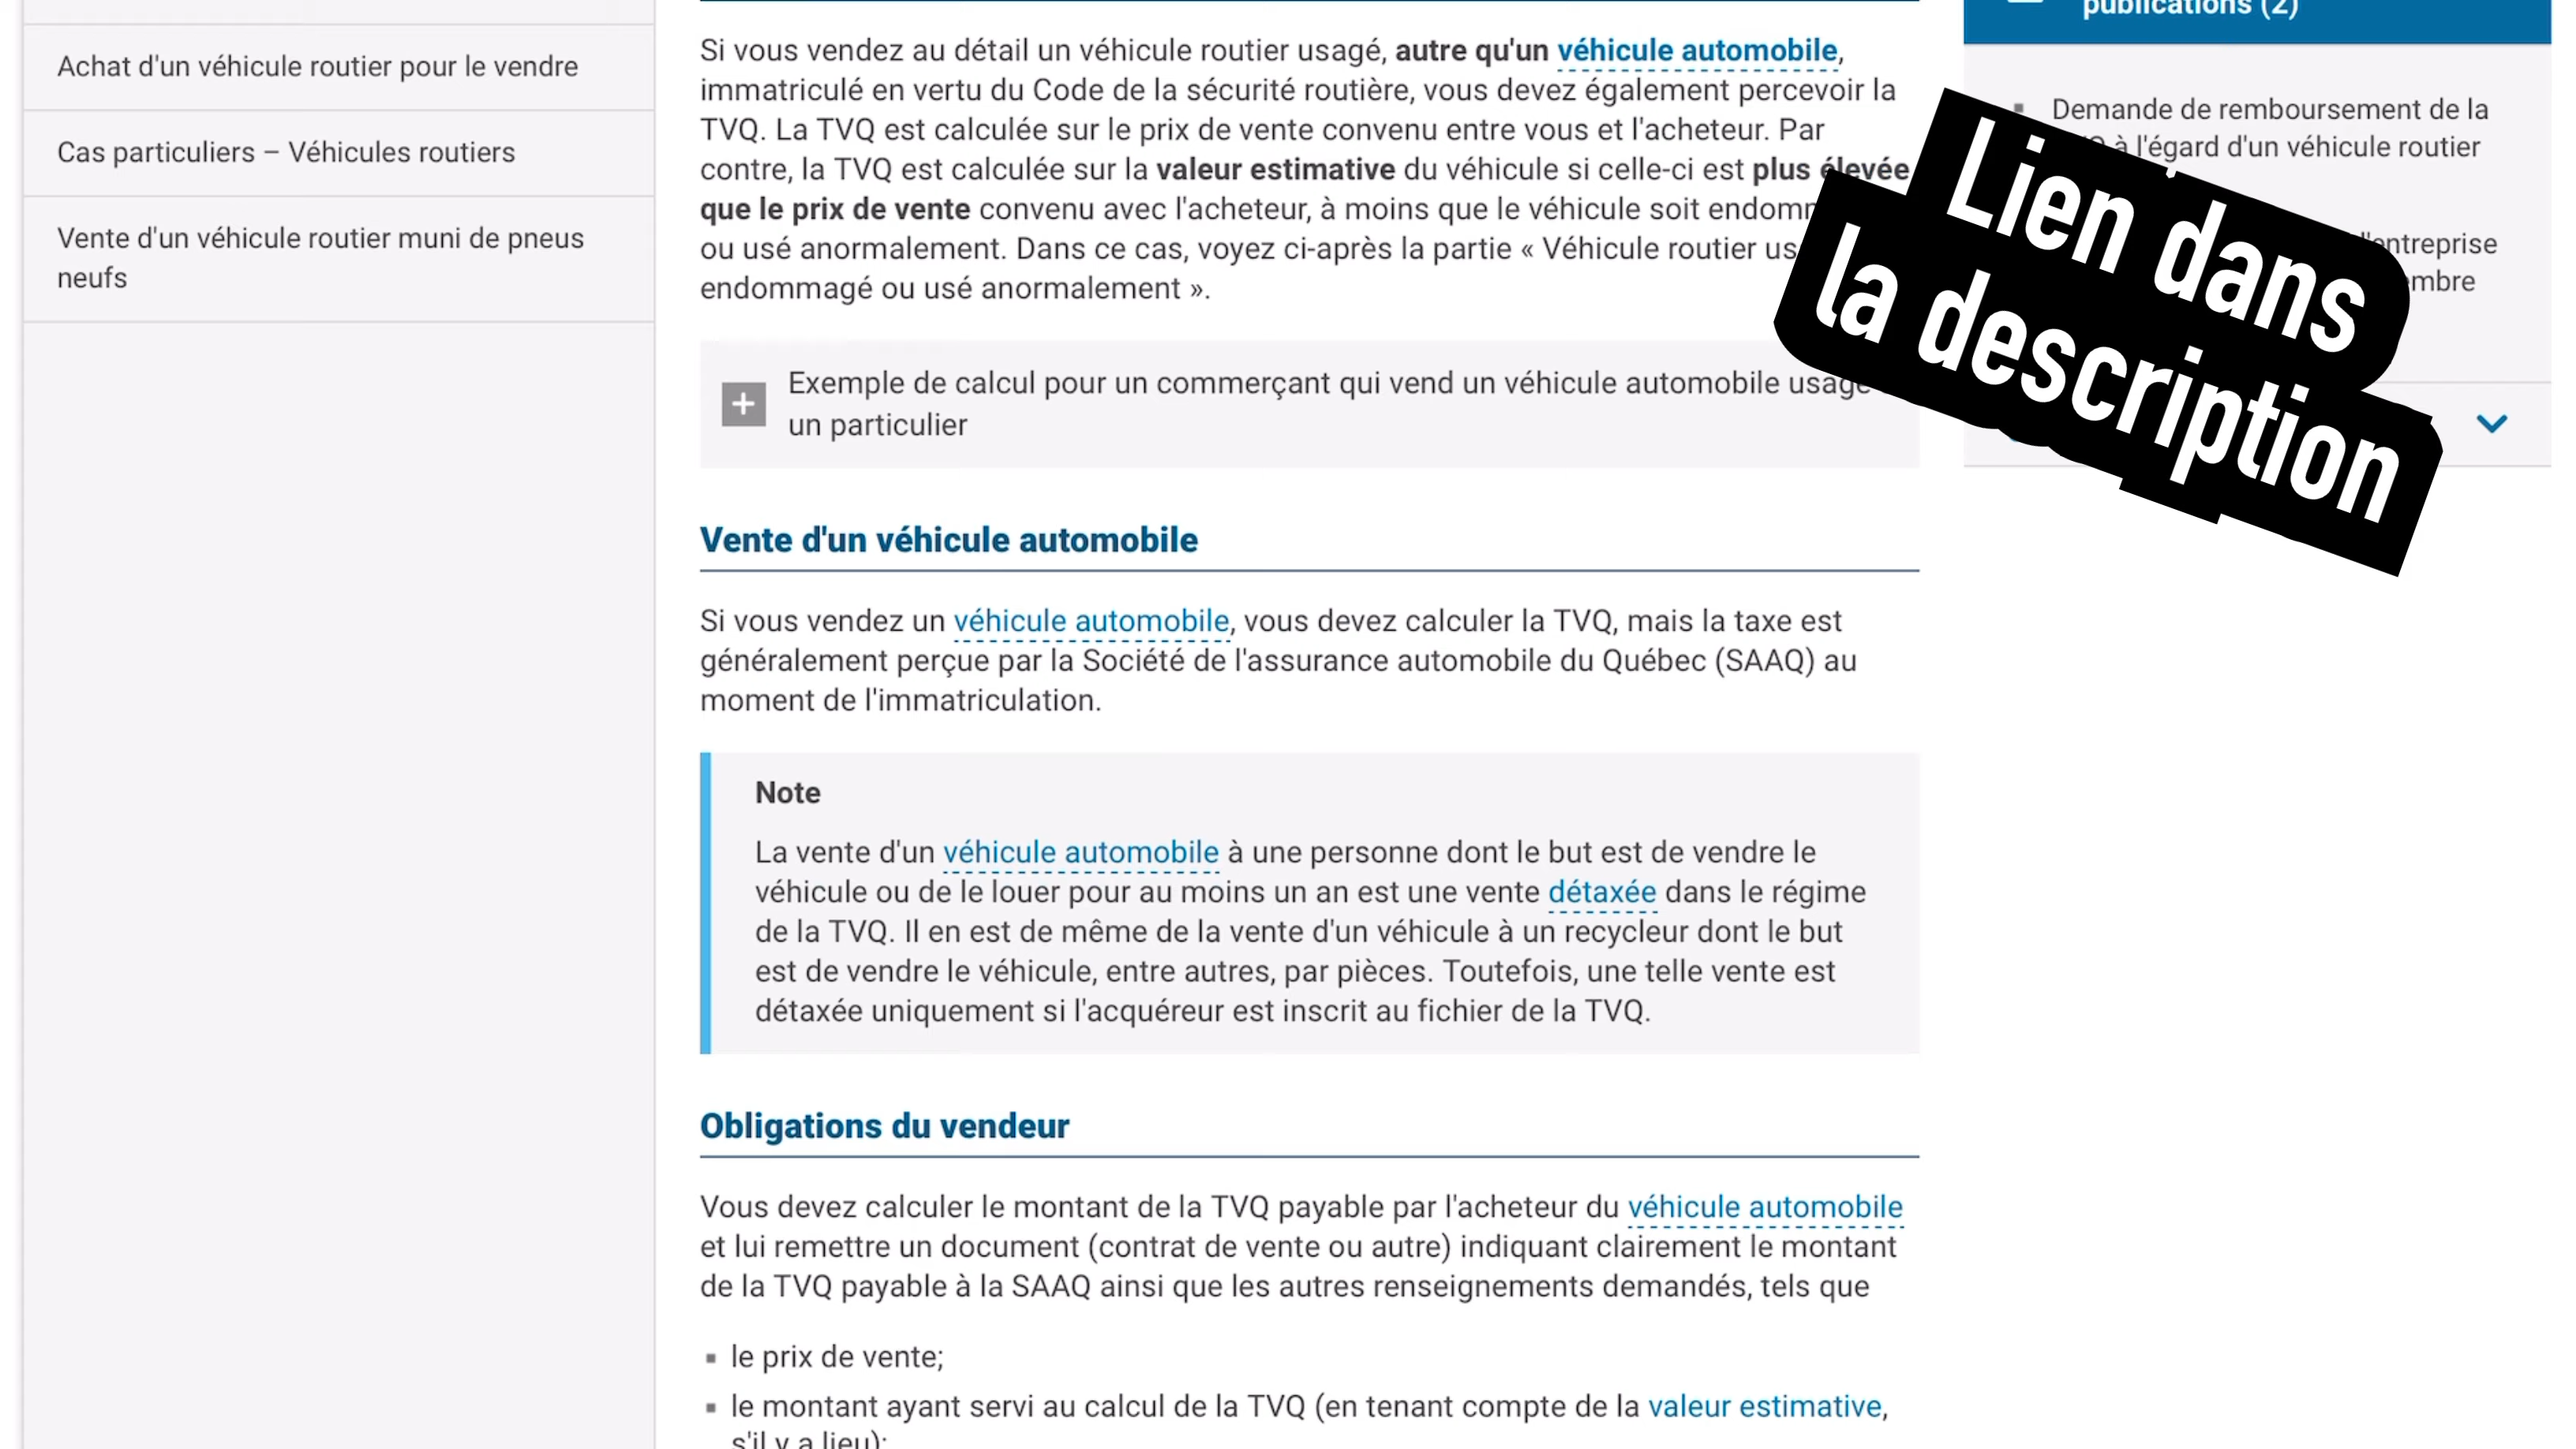 Achat d'un véhicule routier pour le vendre
Cas particuliers – Véhicules routiers
Vente d'un véhicule routier muni de pneus
neufs
Si vous vendez au détail un véhicule routier usagé, autre qu'un véhicule automobile,
immatriculé en vertu du Code de la sécurité routière, vous devez également percevoir la
TVQ. La TVQ est calculée sur le prix de vente convenu entre vous et l'acheteur. Par
contre, la TVQ est calculée sur la valeur estimative du véhicule si celle-ci est plus élevée
que le prix de vente convenu avec l'acheteur, à moins que le véhicule soit
ou usé anormalement. Dans ce cas, voyez ci-après la partie « Véhicule routier
endommagé ou usé anormalement ».
Exemple de calcul pour un commerçant qui vend un véhicule automobile usagé
un particulier
Vente d'un véhicule automobile
Si vous vendez un véhicule automobile, vous devez calculer la TVQ, mais la taxe est
généralement perçue par la Société de l'assurance automobile du Québec (SAAQ) au
moment de l'immatriculation.
Note
La vente d'un véhicule automobile à une personne dont le but est de vendre le
véhicule ou de le louer pour au moins un an est une vente détaxée dans le régime
de la TVQ. Il en est de même de la vente d'un véhicule à un recycleur dont le but
est de vendre le véhicule, entre autres, par pièces. Toutefois, une telle vente est
détaxée uniquement si l'acquéreur est inscrit au fichier de la TVQ.
Obligations du vendeur
Vous devez calculer le montant de la TVQ payable par l'acheteur du véhicule automobile
et lui remettre un document (contrat de vente ou autre) indiquant clairement le montant
de la TVQ payable à la SAAQ ainsi que les autres renseignements demandés, tels que
▪ le prix de vente;
▪ le montant ayant servi au calcul de la TVQ (en tenant compte de la valeur estimative,
s'il y a lieu);
publications (2)
▪ Demande de remboursement de la
à l'égard d'un véhicule routier
d'entreprise
Lien dans
la description